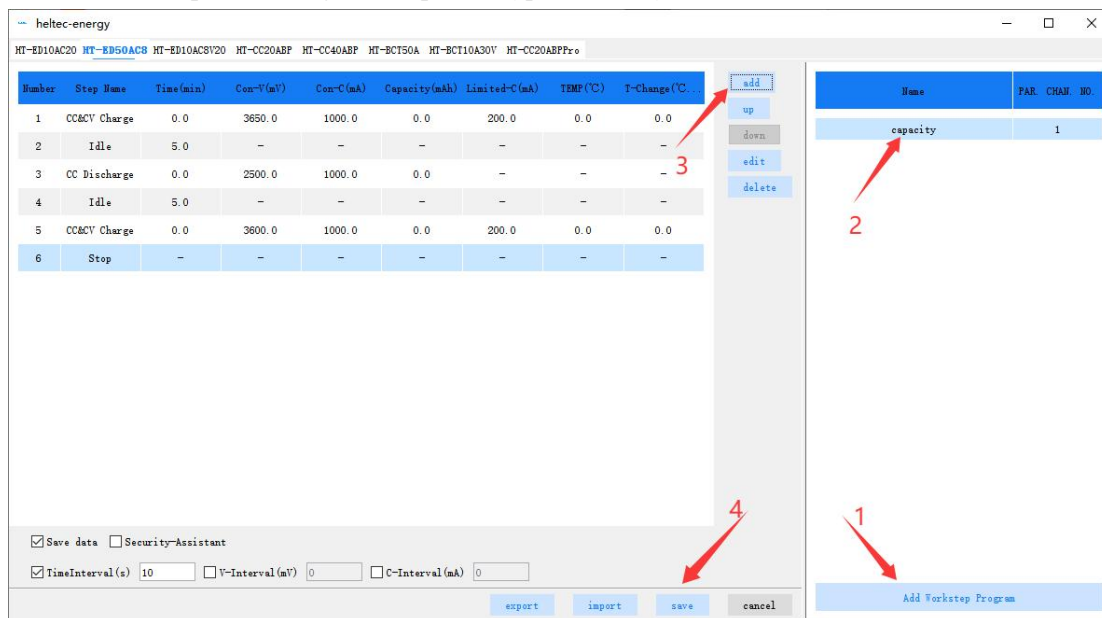 heltec-energy
HT-ED10AC20 HT-ED50AC8 HT-ED10AC8V20 HT-CC20ABP HT-CC40ABP HT-BCT50A HT-BCT10A30V HT-CC20ABPPro
Number Step Name Time(min) Con-V(mV) Con-C(mA) Capacity(mAh) Limited-C(mA) TEMP(℃) T-Change(℃...
1 CC&CV Charge 0.0 3650.0 1000.0 0.0 200.0 0.0 0.0
2 Idle 5.0 - - - - - -
3 CC Discharge 0.0 2500.0 1000.0 0.0 - - -
4 Idle 5.0 - - - - - -
5 CC&CV Charge 0.0 3600.0 1000.0 0.0 200.0 0.0 0.0
6 Stop - - - - - - -
add
up
down
edit
delete
3
Name PAR. CHAN. NO.
capacity 1
2
4
1
Save data Security-Assistant
TimeInterval(s) 10 V-Interval(mV) 0 C-Interval(mA) 0
export import save cancel
Add Workstep Program